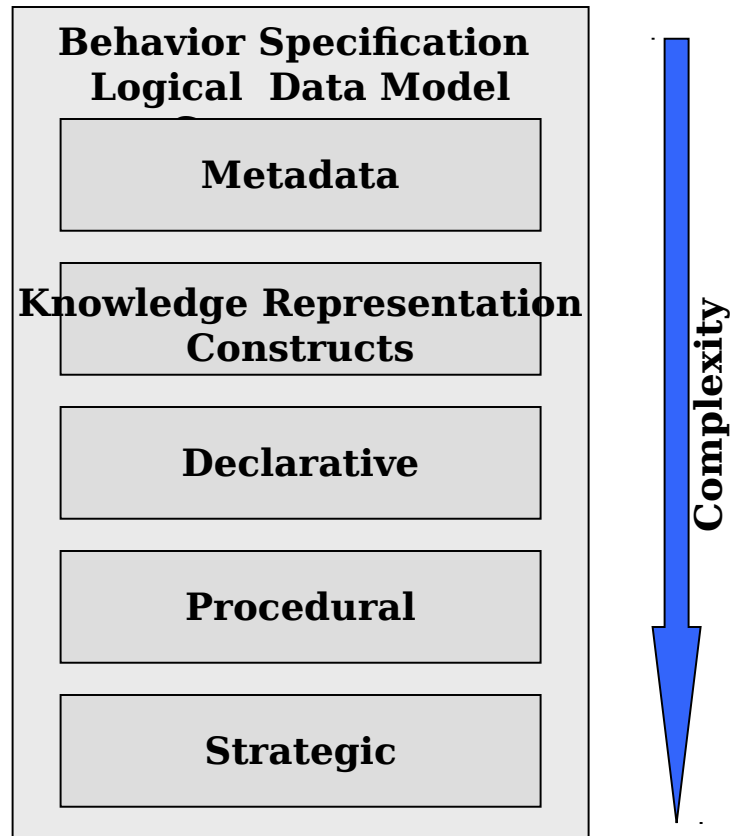 Behavior Specification
Logical  Data Model
Metadata
Knowledge Representation
Constructs
Declarative
Procedural
Strategic
Complexity